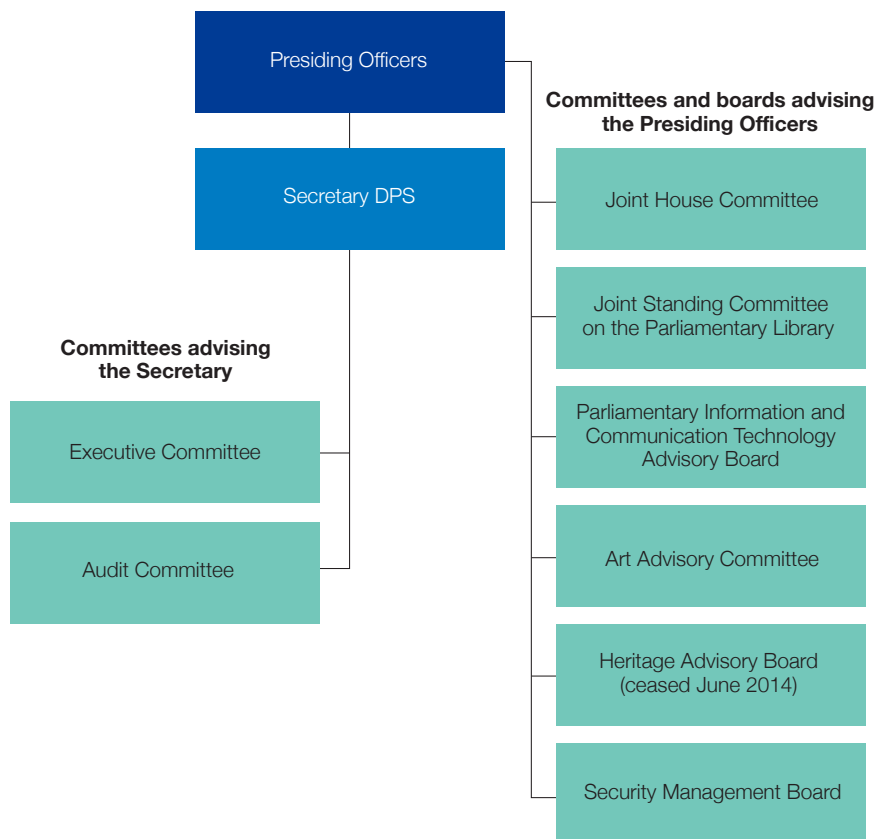 Presiding Officers
Secretary DPS
Committees advising
the Secretary
Executive Committee
Audit Committee
Committees and boards advising
the Presiding Officers
Joint House Committee
Joint Standing Committee
on the Parliamentary Library
Parliamentary Information and
Communication Technology
Advisory Board
Art Advisory Committee
Heritage Advisory Board
(ceased June 2014)
Security Management Board